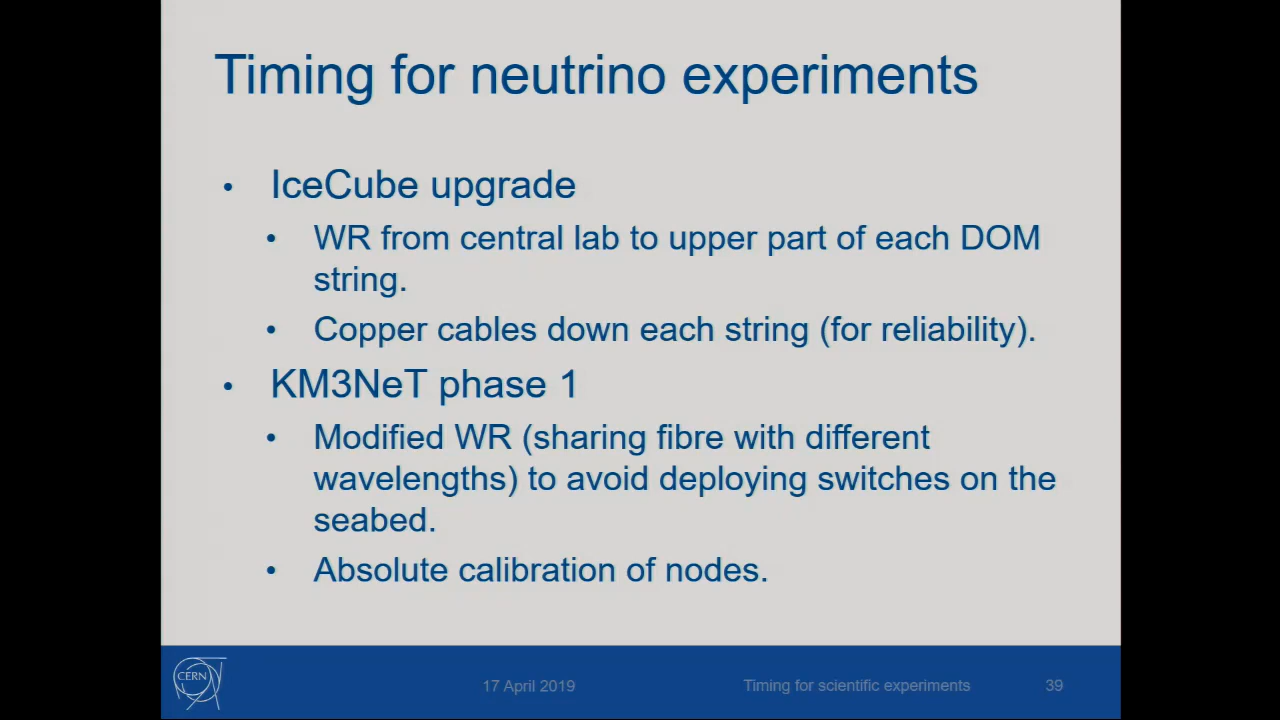 Timing for neutrino experiments
• IceCube upgrade
• WR from central lab to upper part of each DOM
string.
• Copper cables down each string (for reliability).
• KM3NeT phase 1
• Modified WR (sharing fibre with different
wavelengths) to avoid deploying switches on the
seabed.
• Absolute calibration of nodes.
CERN
17 April 2019
Timing for scientific experiments
39